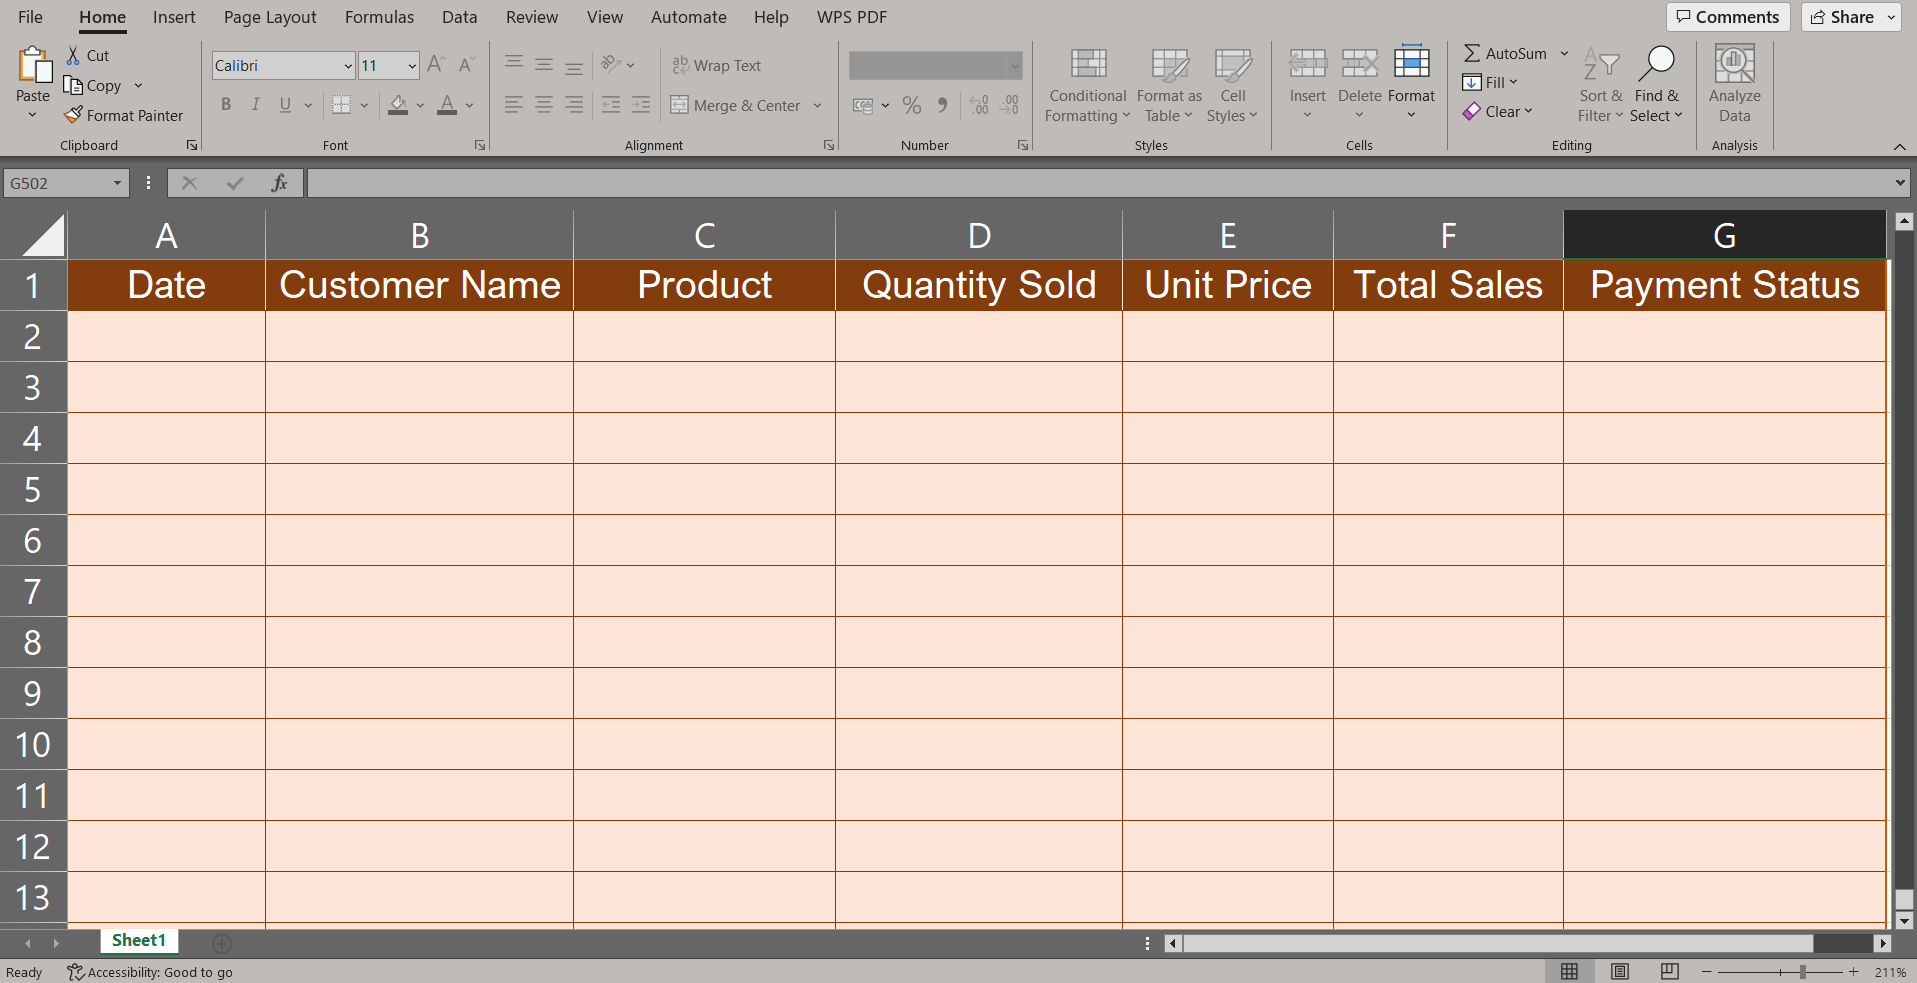 File Home Insert Page Layout Formulas Data Review View Automate Help WPS PDF Comments Share
Paste
Cut
Copy
Format Painter
Clipboard
Calibri 11
B I U A
Font
ab Wrap Text
Merge & Center
Alignment
% 9 .00
Number
Conditional Formatting
Format as Table
Cell Styles
Styles
Insert Delete Format
Cells
AutoSum
Fill
Clear
Sort & Filter
Find & Select
Editing
Analyze Data
Analysis
G502 fx
A B C D E F G
1 Date Customer Name Product Quantity Sold Unit Price Total Sales Payment Status
2
3
4
5
6
7
8
9
10
11
12
13
Sheet1
Ready Accessibility: Good to go 211%